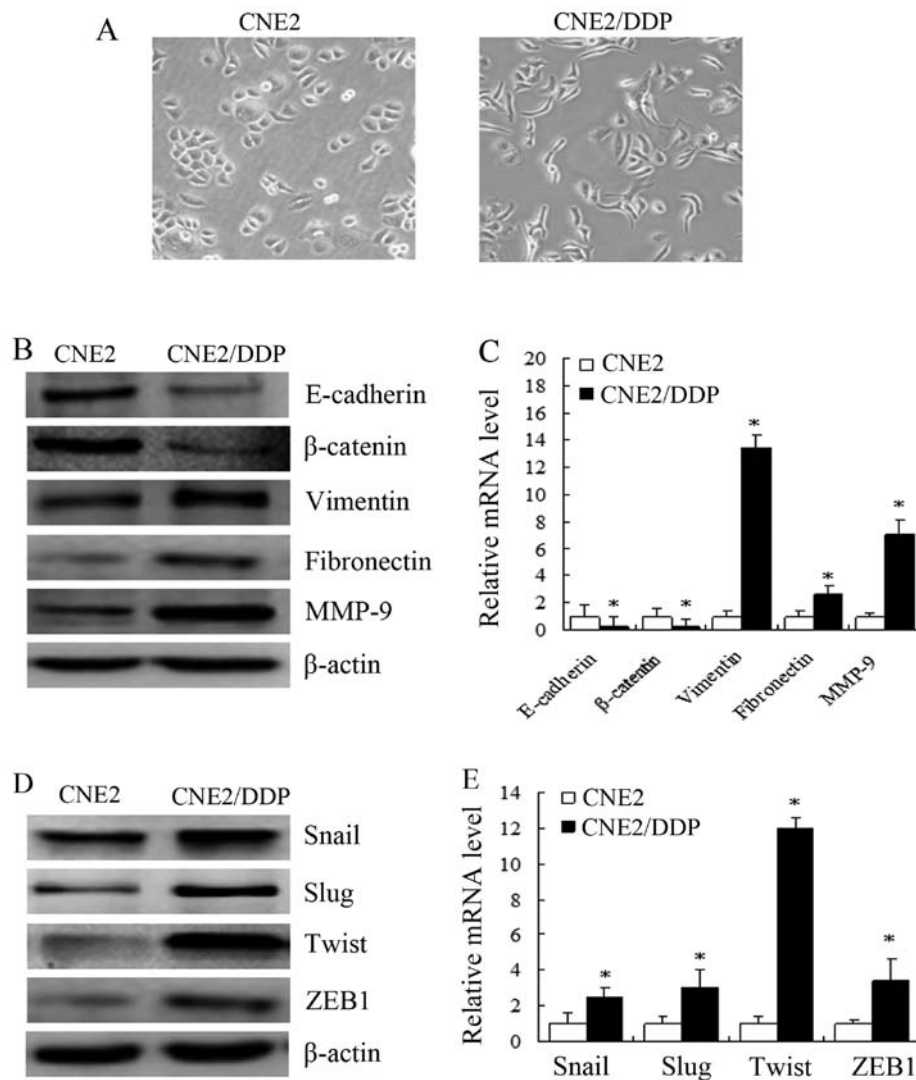 A
CNE2
CNE2/DDP
B
CNE2
CNE2/DDP
E-cadherin
β-catenin
Vimentin
Fibronectin
MMP-9
β-actin
C
CNE2
CNE2/DDP
Relative mRNA level
20
18
16
14
12
10
8
6
4
2
0
*
*
*
*
*
E-cadherin
β-catenin
Vimentin
Fibronectin
MMP-9
D
CNE2
CNE2/DDP
Snail
Slug
Twist
ZEB1
β-actin
E
CNE2
CNE2/DDP
Relative mRNA level
14
12
10
8
6
4
2
0
*
*
*
*
Snail
Slug
Twist
ZEB1